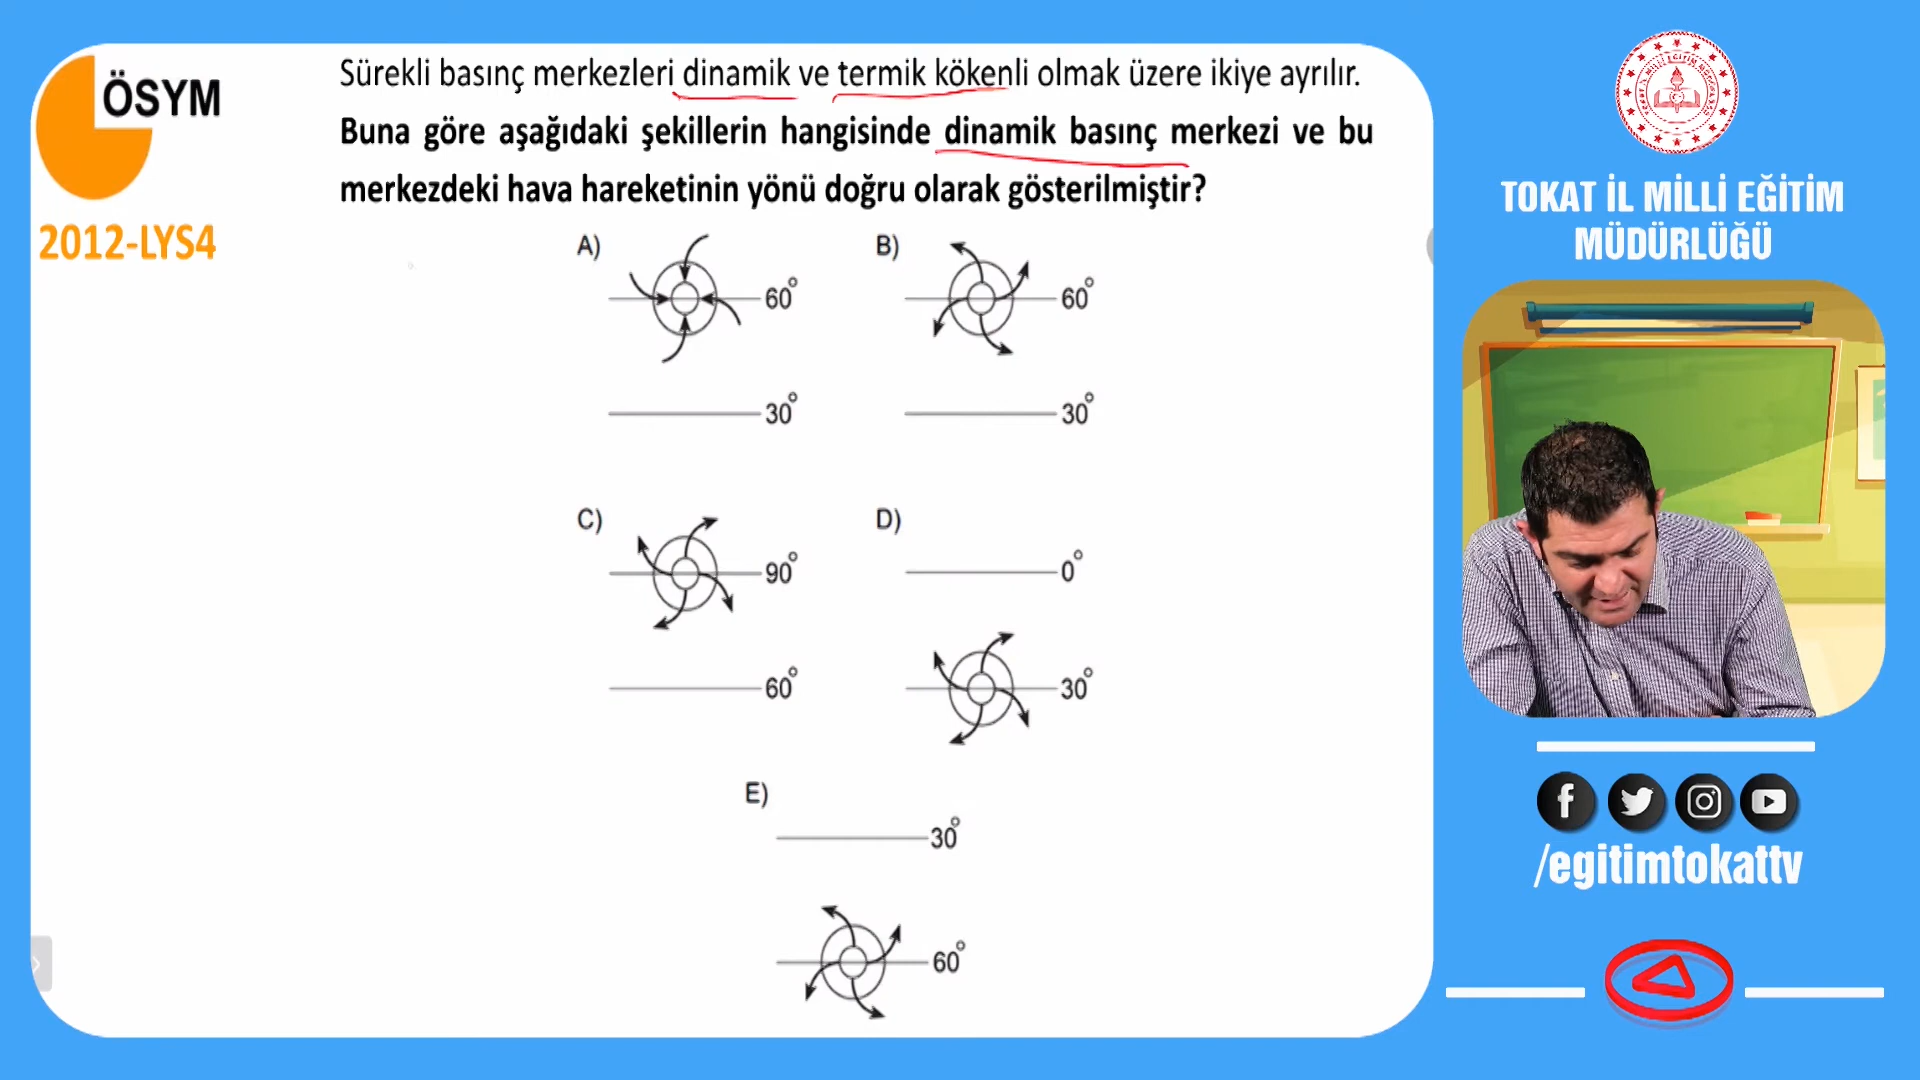 ÖSYM
2012-LYS4
Sürekli basınç merkezleri dinamik ve termik kökenli olmak üzere ikiye ayrılır.
Buna göre aşağıdaki şekillerin hangisinde dinamik basınç merkezi ve bu
merkezdeki hava hareketinin yönü doğru olarak gösterilmiştir?
A)
60°
30°
B)
60°
30°
C)
90°
60°
D)
0°
30°
E)
30°
60°
TOKAT İL MİLLİ EĞİTİM
MÜDÜRLÜĞÜ
/egitimtokattv